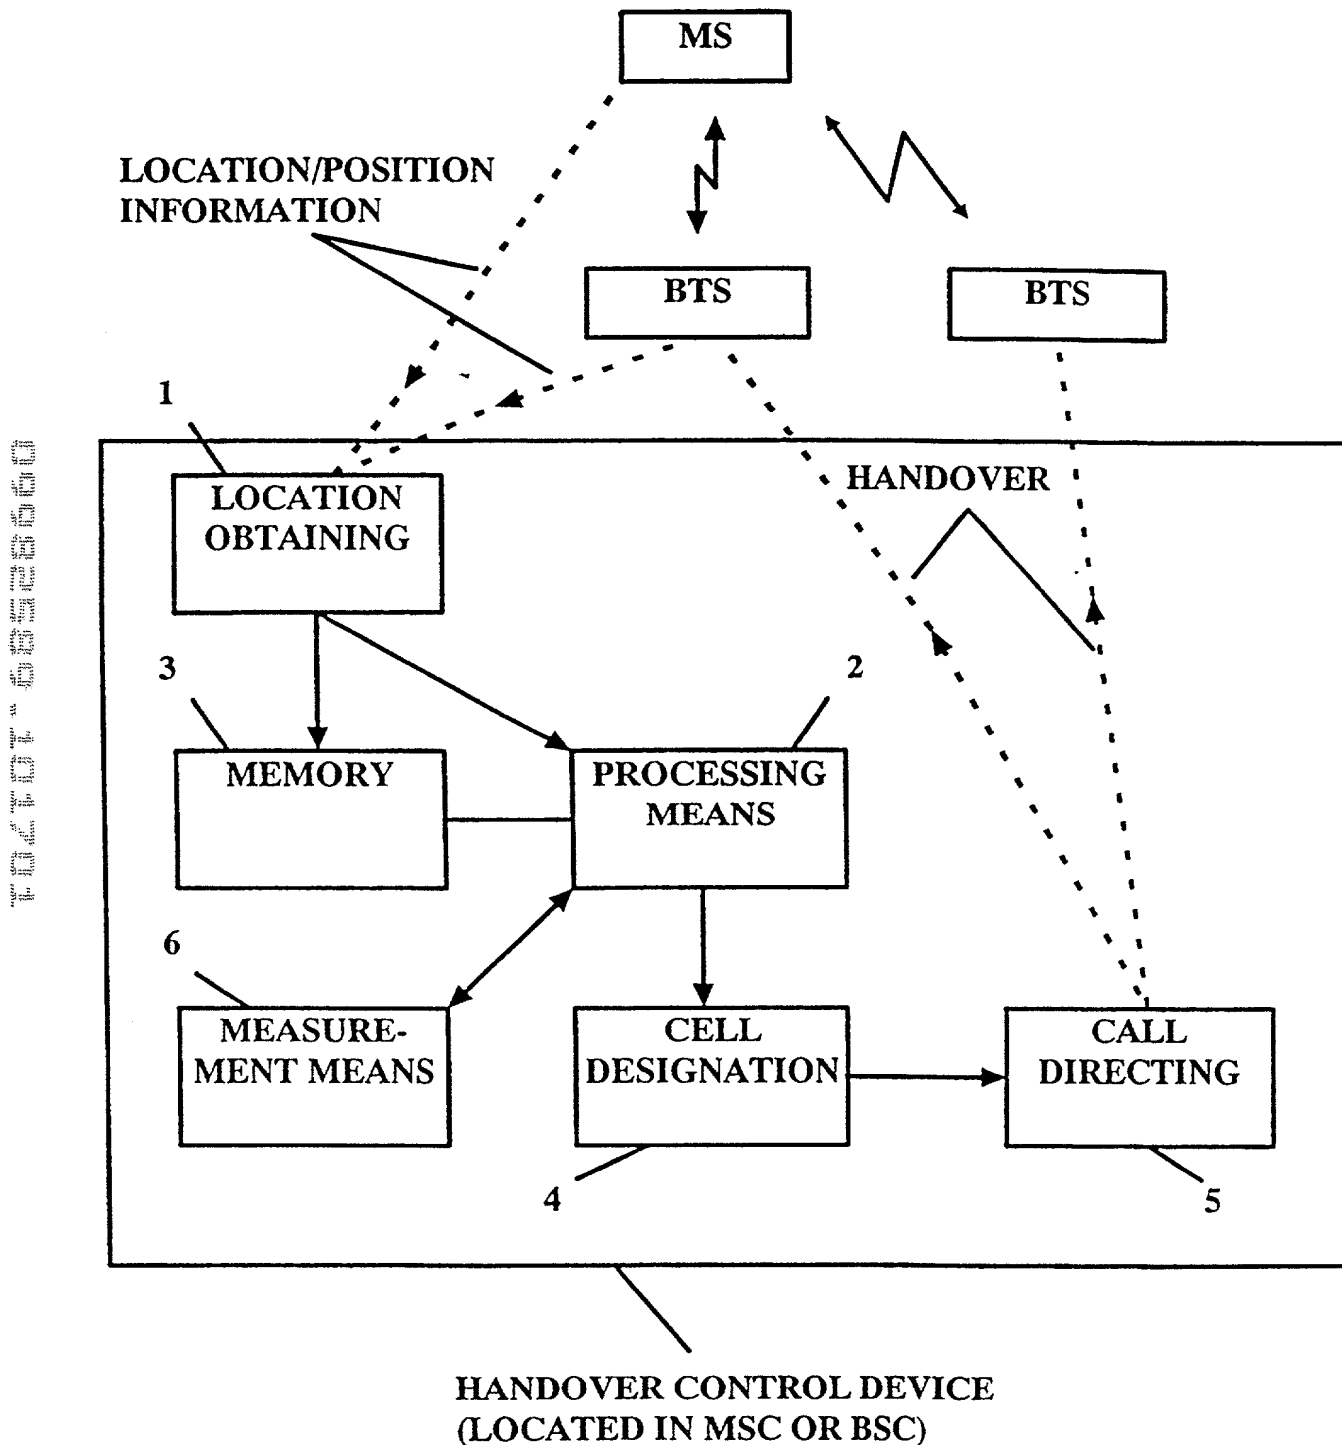 MS
LOCATION/POSITION
INFORMATION
BTS
BTS
1
HANDOVER
LOCATION
OBTAINING
3
2
MEMORY
PROCESSING
MEANS
6
MEASURE-
MENT MEANS
CELL
DESIGNATION
CALL
DIRECTING
4
5
HANDOVER CONTROL DEVICE
(LOCATED IN MSC OR BSC)